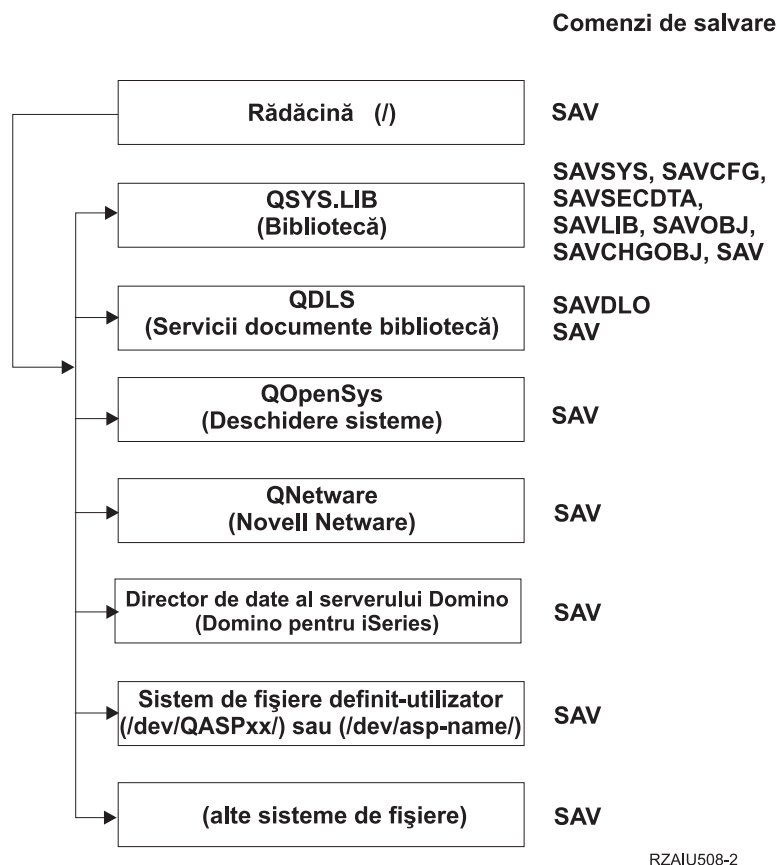 Comenzi de salvare
Rădăcină (/)
SAV
QSYS.LIB
(Bibliotecă)
SAVSYS, SAVCFG,
SAVSECDTA,
SAVLIB, SAVOBJ,
SAVCHGOBJ, SAV
QDLS
(Servicii documente bibliotecă)
SAVDLO
SAV
QOpenSys
(Deschidere sisteme)
SAV
QNetware
(Novell Netware)
SAV
Director de date al serverului Domino
(Domino pentru iSeries)
SAV
Sistem de fişiere definit-utilizator
(/dev/QASPxx/) sau (/dev/asp-name/)
SAV
(alte sisteme de fişiere)
SAV
RZAIU508-2